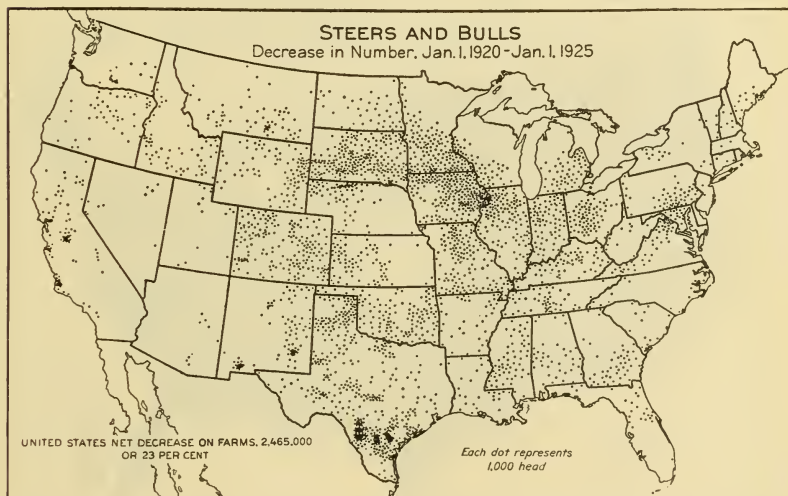 STEERS AND BULLS
Decrease in Number, Jan. 1, 1920-Jan. 1, 1925
UNITED STATES NET DECREASE ON FARMS, 2,465,000
OR 23 PER CENT
Each dot represents
1,000 head